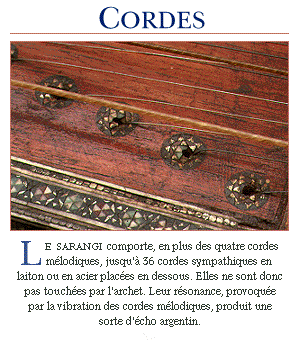 CORDES
LE SARANGI comporte, en plus des quatre cordes
mélodiques, jusqu'à 36 cordes sympathiques en
laiton ou en acier placées en dessous. Elles ne sont donc
pas touchées par l'archet. Leur résonance, provoquée
par la vibration des cordes mélodiques, produit une
sorte d'écho argentin.